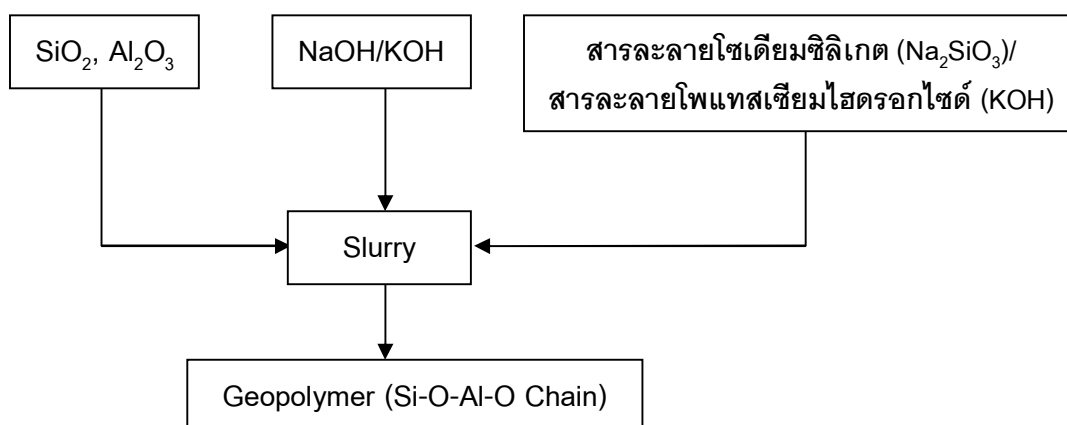 SiO₂, Al₂O₃
NaOH/KOH
สารละลายโซเดียมซิลิเกต (Na₂SiO₃)/
สารละลายโพแทสเซียมไฮดรอกไซด์ (KOH)
Slurry
Geopolymer (Si-O-Al-O Chain)